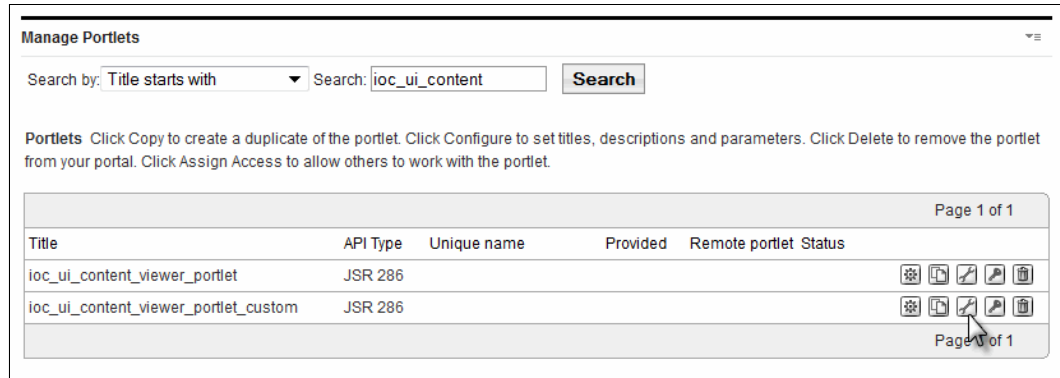 Manage Portlets
Search by: Title starts with Search: ioc_ui_content Search
Portlets Click Copy to create a duplicate of the portlet. Click Configure to set titles, descriptions and parameters. Click Delete to remove the portlet
from your portal. Click Assign Access to allow others to work with the portlet.
Page 1 of 1
Title API Type Unique name Provided Remote portlet Status
ioc_ui_content_viewer_portlet JSR 286
ioc_ui_content_viewer_portlet_custom JSR 286
Page 1 of 1